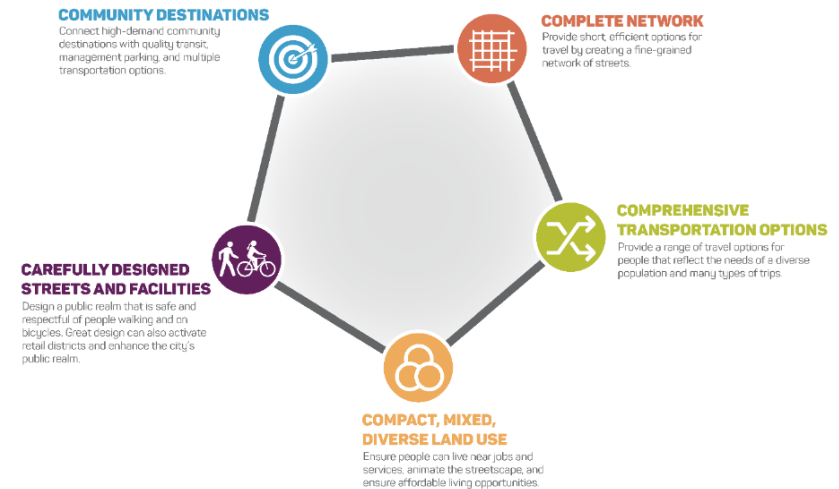 COMMUNITY DESTINATIONS
Connect high-demand community
destinations with quality transit,
management parking, and multiple
transportation options.
COMPLETE NETWORK
Provide short, efficient options for
travel by creating a fine-grained
network of streets.
COMPREHENSIVE
TRANSPORTATION OPTIONS
Provide a range of travel options for
people that reflect the needs of a diverse
population and many types of trips.
CAREFULLY DESIGNED
STREETS AND FACILITIES
Design a public realm that is safe and
respectful of people walking and on
bicycles. Great design can also activate
retail districts and enhance the city's
public realm.
COMPACT, MIXED,
DIVERSE LAND USE
Ensure people can live near jobs and
services, animate the streetscape, and
ensure affordable living opportunities.